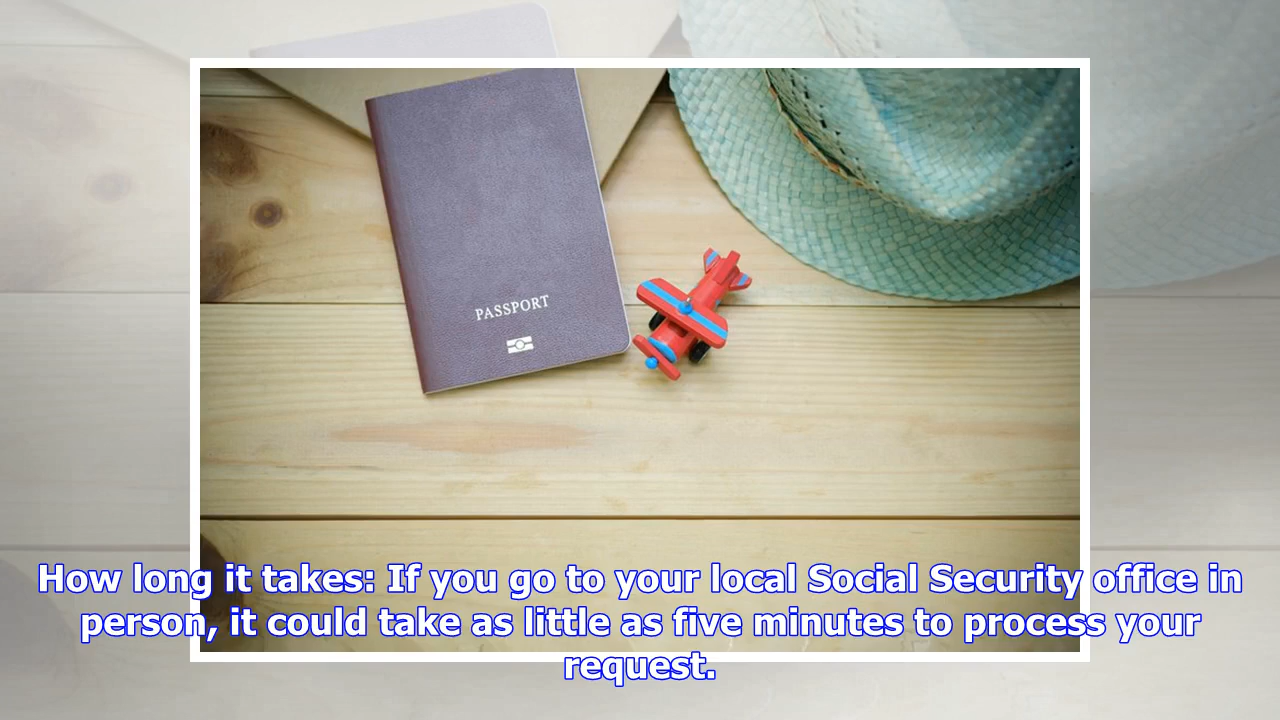 PASSPORT
How long it takes: If you go to your local Social Security office in
person, it could take as little as five minutes to process your
request.